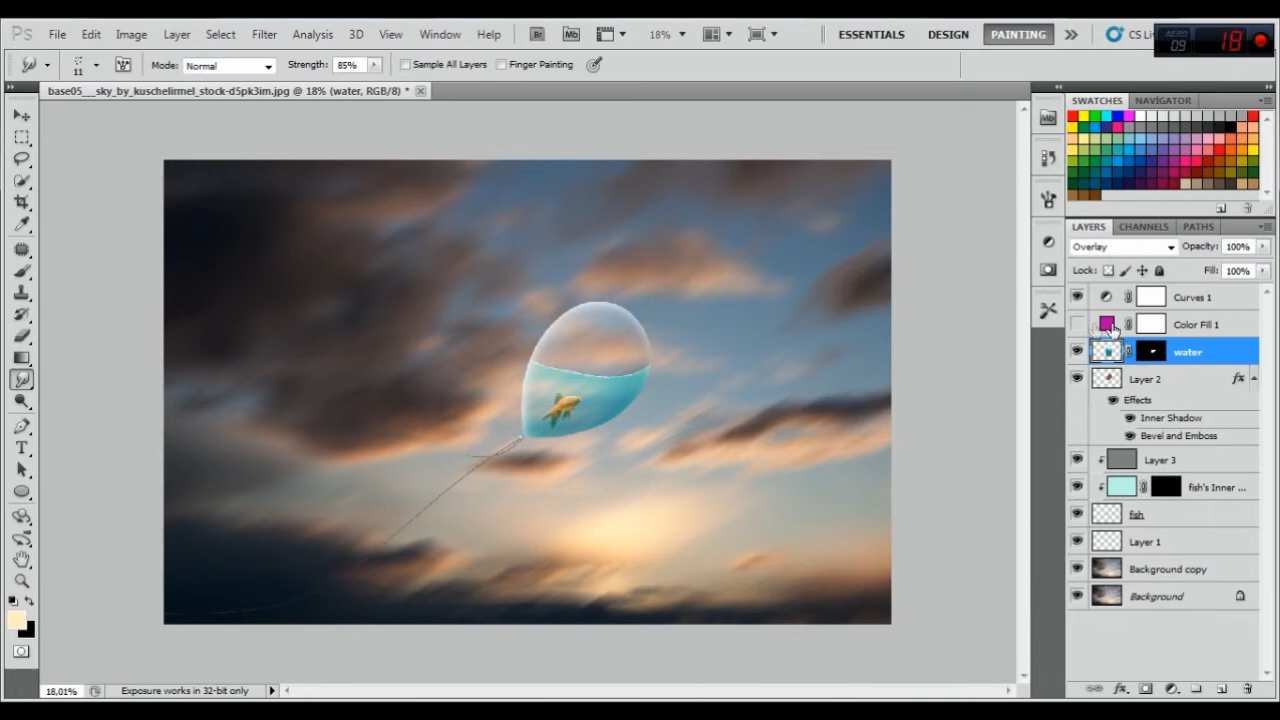 Ps File Edit Image Layer Select Filter Analysis 3D View Window Help Br Mb 18% ESSENTIALS DESIGN PAINTING CS Li AERO 09 18
11 Mode: Normal Strength: 85% Sample All Layers Finger Painting
base05___sky_by_kuschelirmel_stock-d5pk3im.jpg @ 18% (water, RGB/8) *
SWATCHES NAVIGATOR
Mb
LAYERS CHANNELS PATHS
Overlay Opacity: 100%
Lock: Fill: 100%
Curves 1
Color Fill 1
water
Layer 2 fx
Effects
Inner Shadow
Bevel and Emboss
Layer 3
fish's Inner ...
fish
Layer 1
Background copy
Background
18,01% Exposure works in 32-bit only
fx